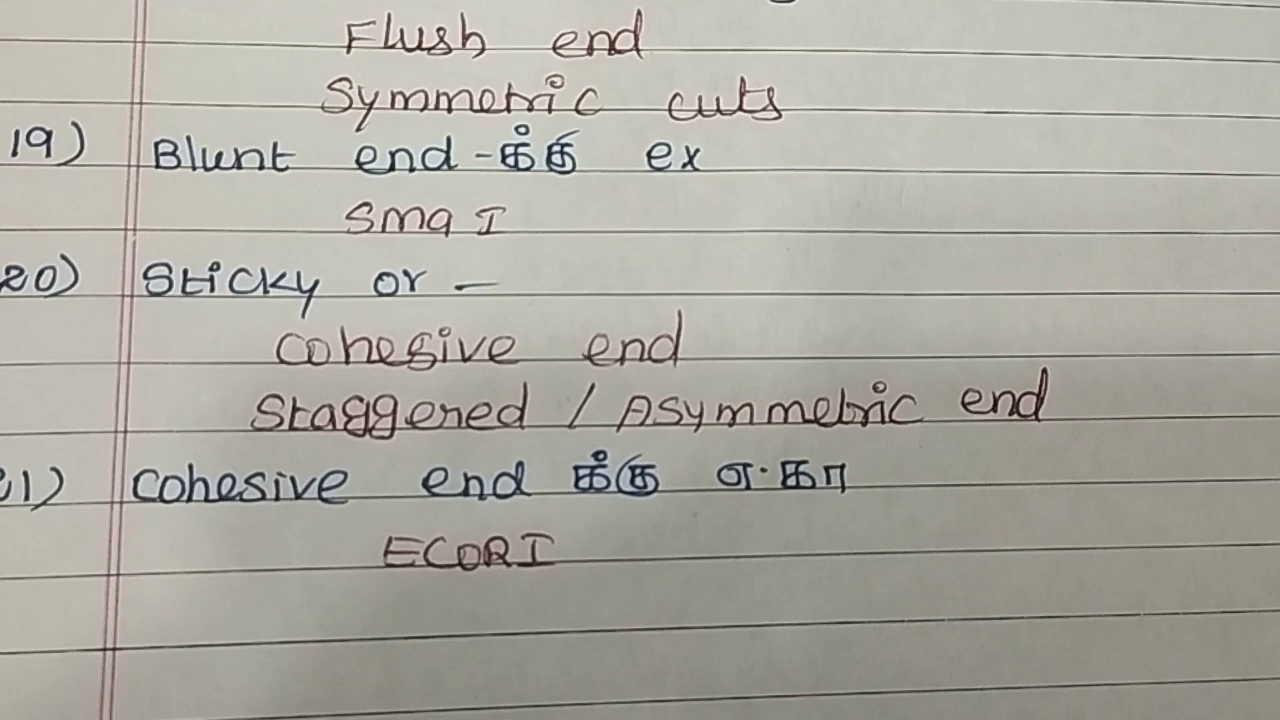 Flush end
Symmetric cuts
19) Blunt end-க்கு ex
Sma I
20) Sticky or -
Cohesive end
Staggered / Asymmetric end
21) Cohesive end க்கு எ.கா
ECORI